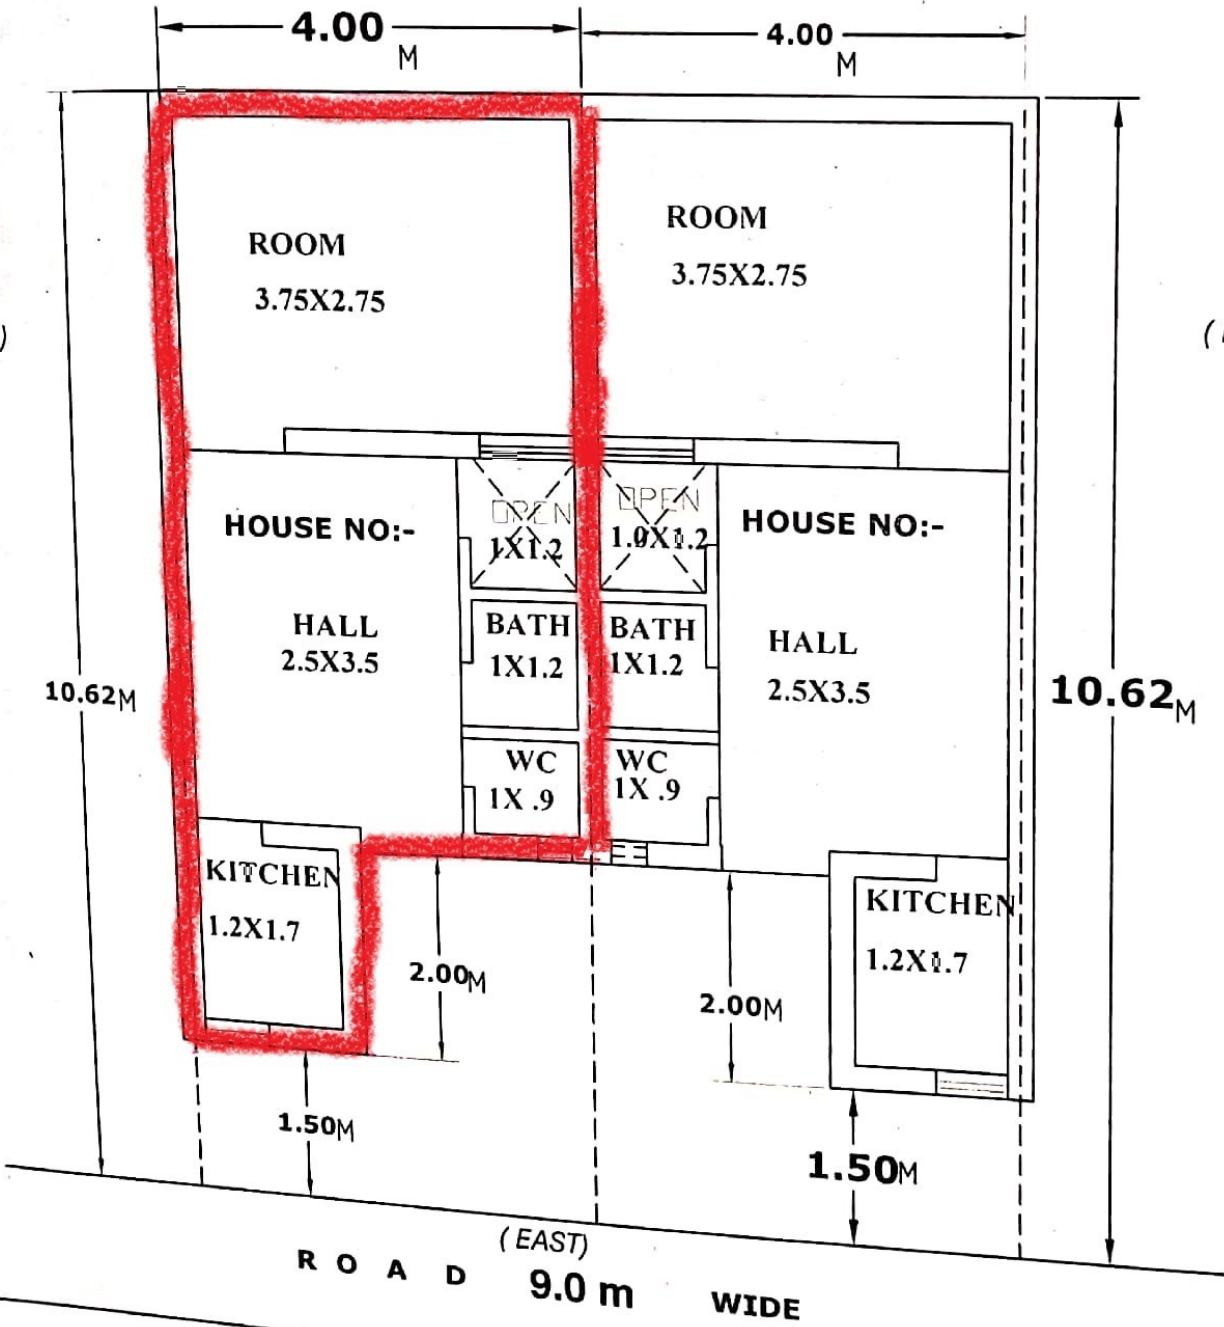 4.00
M
4.00
M
ROOM
3.75X2.75
ROOM
3.75X2.75
OPEN
1X1.2
OPEN
1.0X1.2
HOUSE NO:-
HOUSE NO:-
HALL
2.5X3.5
BATH
1X1.2
BATH
1X1.2
HALL
2.5X3.5
10.62M
10.62M
WC
1X .9
WC
1X .9
KITCHEN
1.2X1.7
KITCHEN
1.2X1.7
2.00M
2.00M
1.50M
1.50M
(EAST)
ROAD 9.0 m WIDE